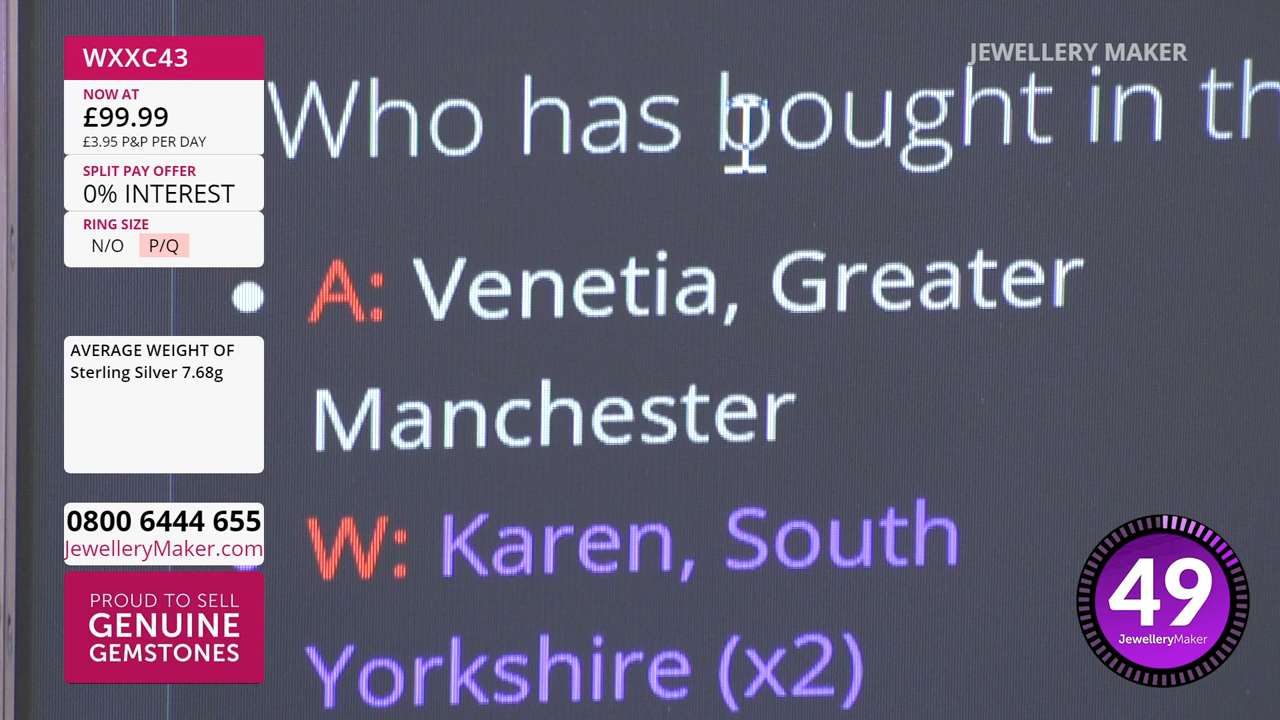 WXXC43
NOW AT
£99.99
£3.95 P&P PER DAY
SPLIT PAY OFFER
0% INTEREST
RING SIZE
N/O P/Q
AVERAGE WEIGHT OF
Sterling Silver 7.68g
0800 6444 655
JewelleryMaker.com
PROUD TO SELL
GENUINE
GEMSTONES
JEWELLERY MAKER
Who has bought in th
A: Venetia, Greater
Manchester
W: Karen, South
Yorkshire (x2)
49
JewelleryMaker